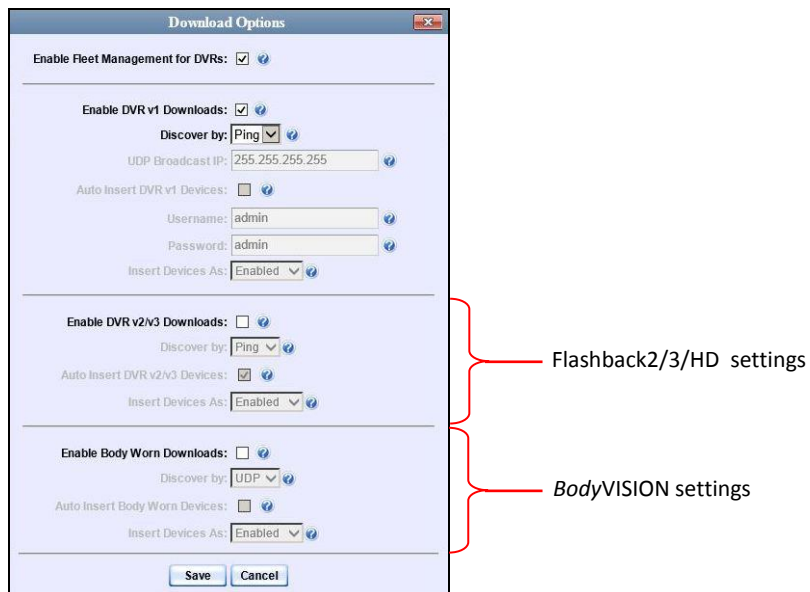 Download Options
Enable Fleet Management for DVRs:
Enable DVR v1 Downloads:
Discover by: Ping
UDP Broadcast IP: 255.255.255.255
Auto Insert DVR v1 Devices:
Username: admin
Password: admin
Insert Devices As: Enabled
Enable DVR v2/v3 Downloads:
Discover by: Ping
Auto Insert DVR v2/v3 Devices:
Insert Devices As: Enabled
Flashback2/3/HD settings
Enable Body Worn Downloads:
Discover by: UDP
Auto Insert Body Worn Devices:
Insert Devices As: Enabled
BodyVISION settings
Save Cancel